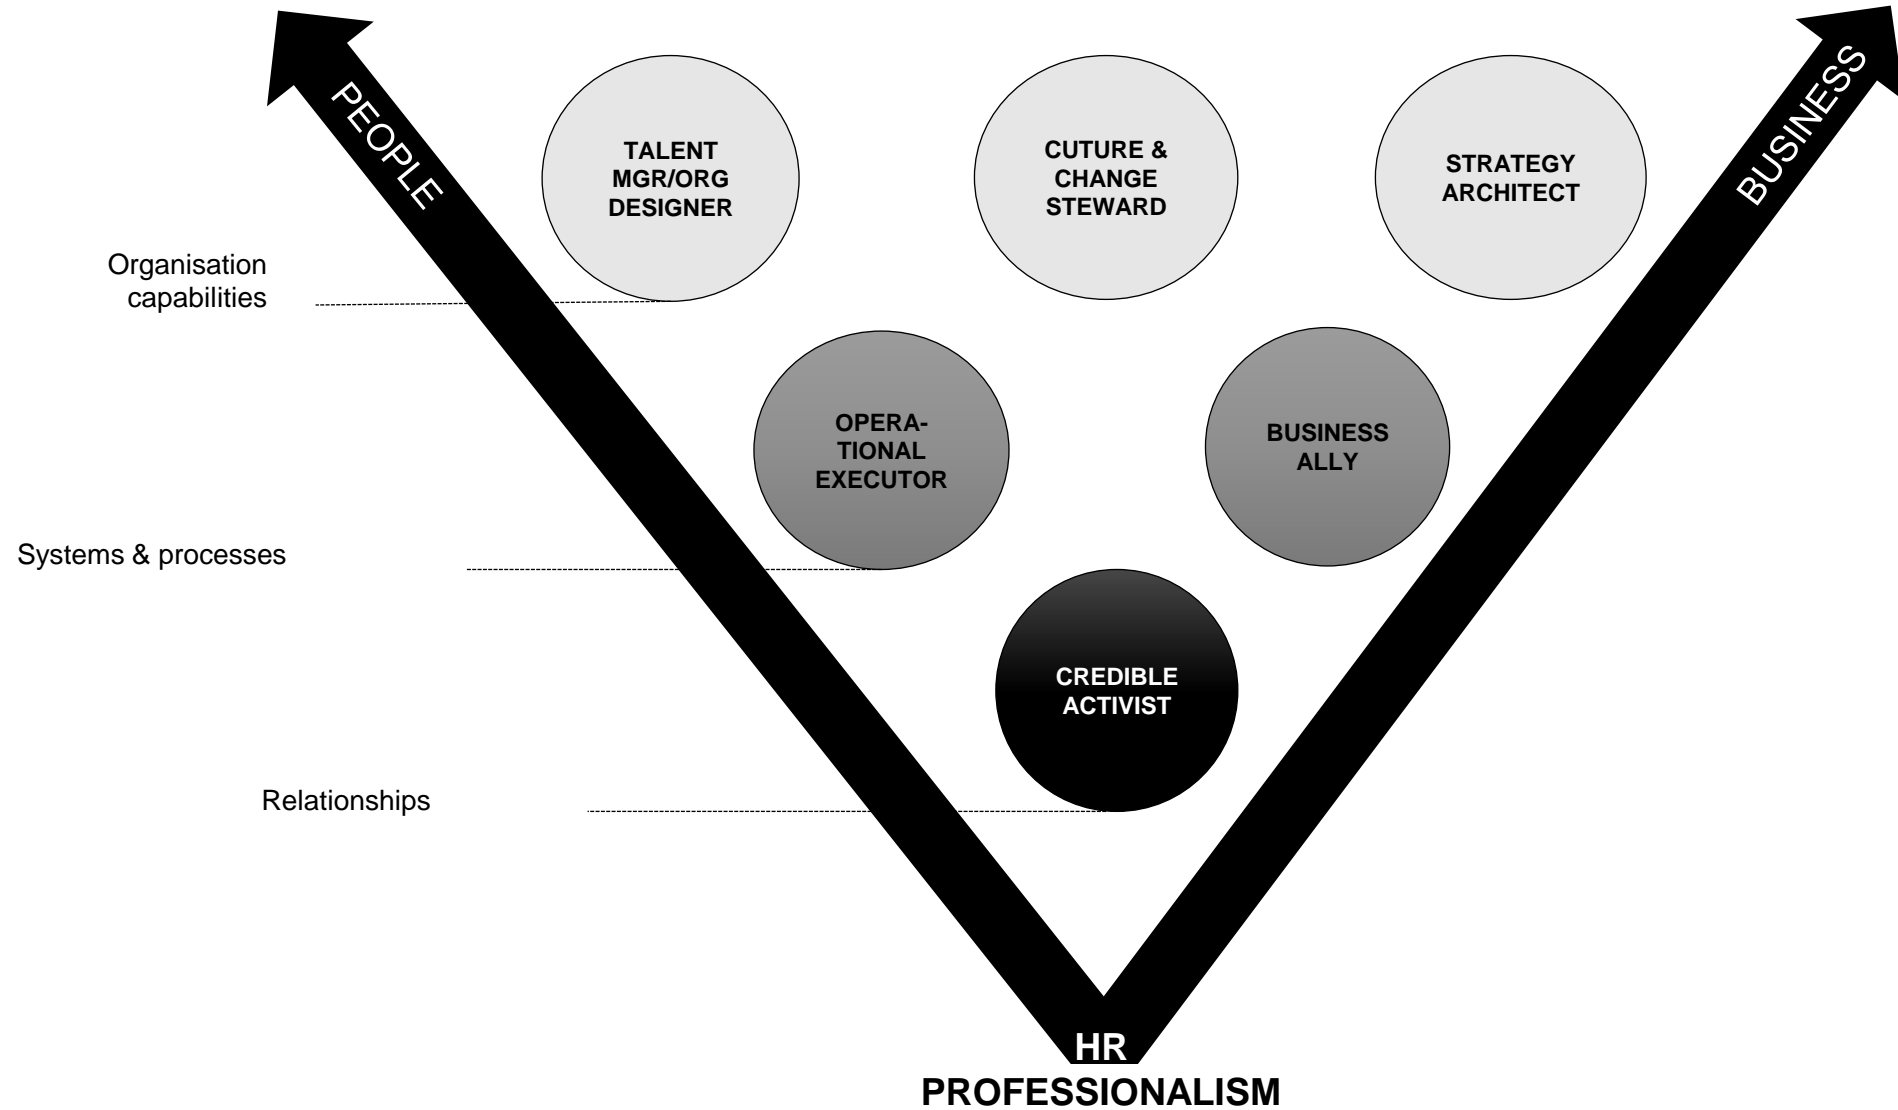 PEOPLE
BUSINESS
TALENT
MGR/ORG
DESIGNER
CUTURE &
CHANGE
STEWARD
STRATEGY
ARCHITECT
Organisation
capabilities
OPERA-
TIONAL
EXECUTOR
BUSINESS
ALLY
Systems & processes
CREDIBLE
ACTIVIST
Relationships
HR
PROFESSIONALISM